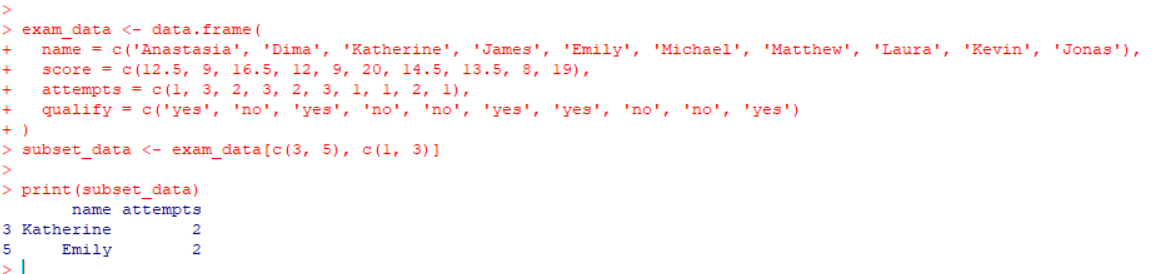 >
> exam_data <- data.frame(
+   name = c('Anastasia', 'Dima', 'Katherine', 'James', 'Emily', 'Michael', 'Matthew', 'Laura', 'Kevin', 'Jonas'),
+   score = c(12.5, 9, 16.5, 12, 9, 20, 14.5, 13.5, 8, 19),
+   attempts = c(1, 3, 2, 3, 2, 3, 1, 1, 2, 1),
+   qualify = c('yes', 'no', 'yes', 'no', 'no', 'yes', 'yes', 'no', 'no', 'yes')
+ )
> subset_data <- exam_data[c(3, 5), c(1, 3)]
>
> print(subset_data)
       name attempts
3 Katherine        2
5     Emily        2
>